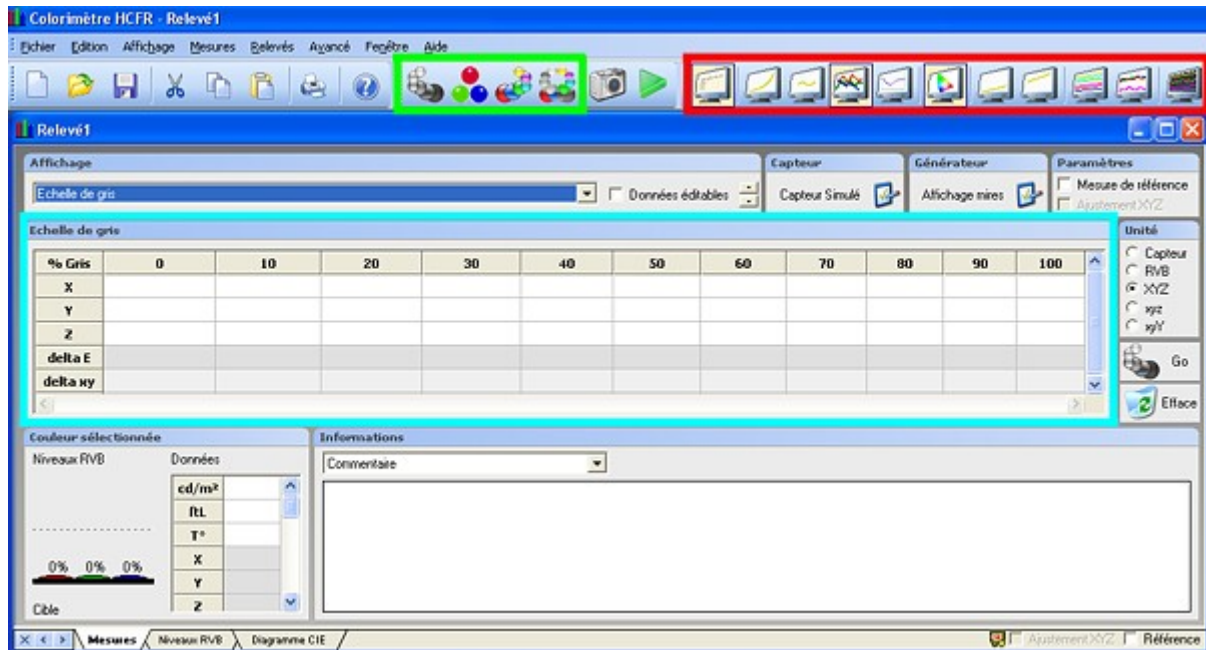 Colorimètre HCFR - Relevé1
Fichier Edition Affichage Mesures Relevés Avancé Fenêtre Aide
Relevé1
Affichage
Capteur
Générateur
Paramètres
Echelle de gris
Données éditables
Capteur Simulé
Affichage mires
Mesure de référence
Ajustement XYZ
Echelle de gris
Unité
% Gris 0 10 20 30 40 50 60 70 80 90 100
X
Y
Z
delta E
delta xy
Capteur
RVB
XYZ
xyz
xyY
Go
Efface
Couleur sélectionnée
Informations
Niveaux RVB
Données
Commentaire
cd/m²
ftL
T°
X
Y
Z
0% 0% 0%
Cible
Mesures Niveaux RVB Diagramme CIE
Ajustement XYZ Référence